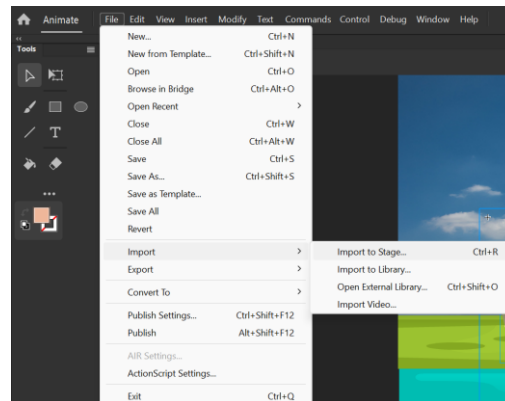 Animate File Edit View Insert Modify Text Commands Control Debug Window Help
Tools
New... Ctrl+N
New from Template... Ctrl+Shift+N
Open Ctrl+O
Browse in Bridge Ctrl+Alt+O
Open Recent
Close Ctrl+W
Close All Ctrl+Alt+W
Save Ctrl+S
Save As... Ctrl+Shift+S
Save as Template...
Save All
Revert
Import
Import to Stage... Ctrl+R
Export
Import to Library...
Open External Library... Ctrl+Shift+O
Convert To
Import Video...
Publish Settings... Ctrl+Shift+F12
Publish Alt+Shift+F12
AIR Settings...
ActionScript Settings...
Exit Ctrl+Q